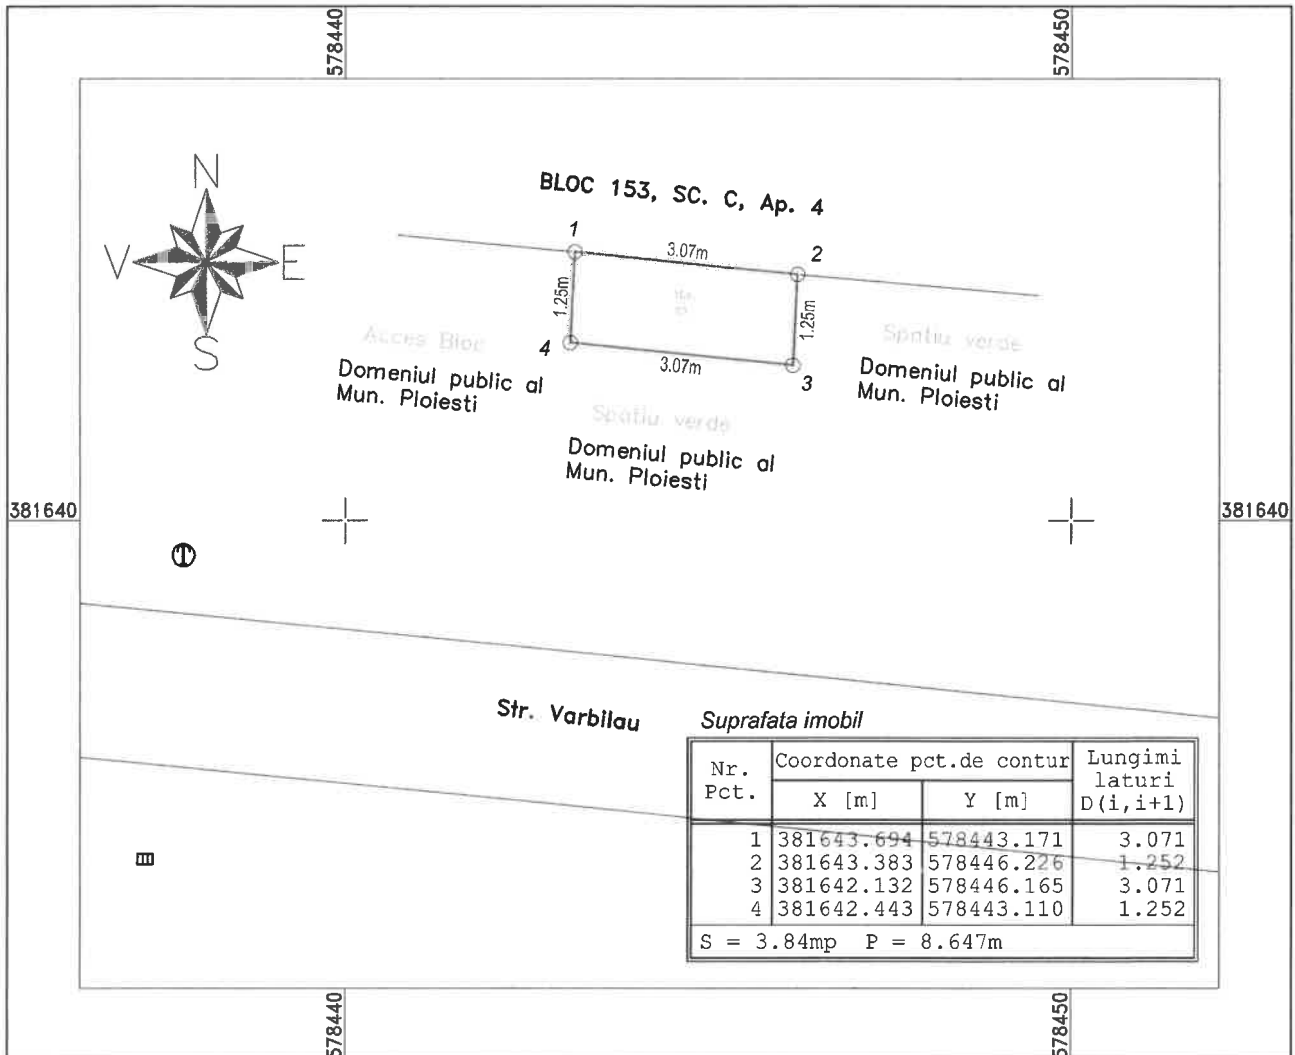 578440
578450
N
V
E
S
BLOC 153, SC. C, Ap. 4
1
3.07m
2
1.25m
1.25m
Acces Bloc
4
3.07m
3
Spatiu verde
Domeniul public al
Mun. Ploiesti
Domeniul public al
Mun. Ploiesti
Spatiu verde
Domeniul public al
Mun. Ploiesti
381640
381640
T
Str. Varbilau
Suprafata imobil
Nr. Pct. Coordonate pct.de contur Lungimi laturi D(i,i+1)
X [m] Y [m]
1 381643.694 578443.171 3.071
2 381643.383 578446.226 1.252
3 381642.132 578446.165 3.071
4 381642.443 578443.110 1.252
S = 3.84mp P = 8.647m
578440
578450